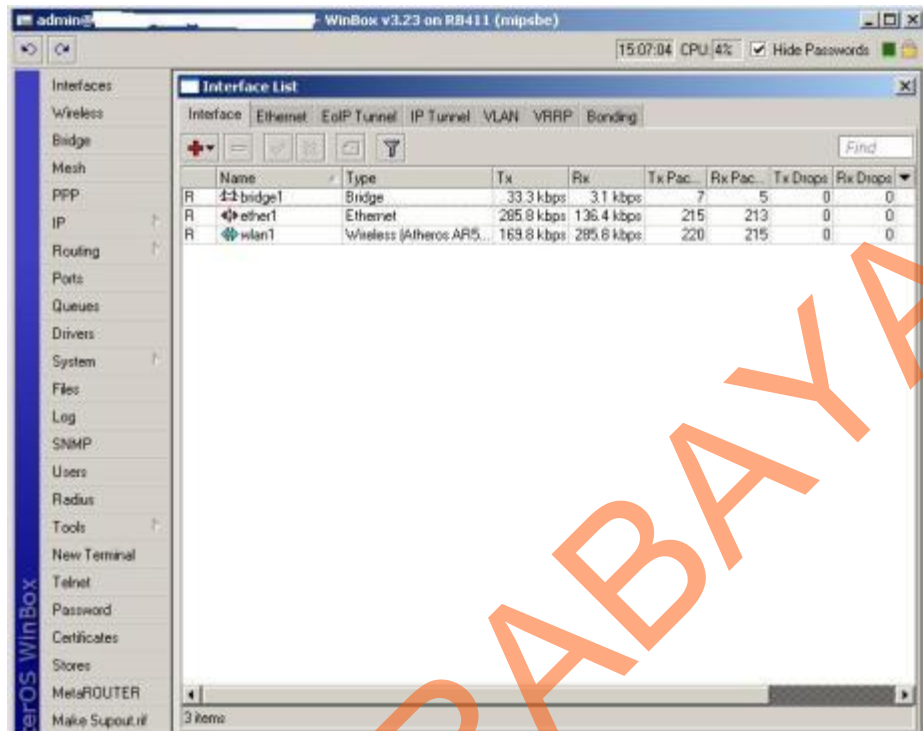 admin@ - WinBox v3.23 on RB411 (mipsbe)
15:07:04 CPU: 4% Hide Passwords
Interfaces
Wireless
Bridge
Mesh
PPP
IP
Routing
Ports
Queues
Drivers
System
Files
Log
SNMP
Users
Radius
Tools
New Terminal
Telnet
Password
Certificates
Stores
MetaROUTER
Make Supout.rif
terOS WinBox
Interface List
Interface Ethernet EoIP Tunnel IP Tunnel VLAN VRRP Bonding
Find
Name Type Tx Rx Tx Pac... Rx Pac... Tx Drops Rx Drops
R bridge1 Bridge 33.3 kbps 3.1 kbps 7 5 0 0
R ether1 Ethernet 285.8 kbps 136.4 kbps 215 213 0 0
R wlan1 Wireless (Atheros AR5... 169.8 kbps 285.8 kbps 220 215 0 0
3 items
RABAYA